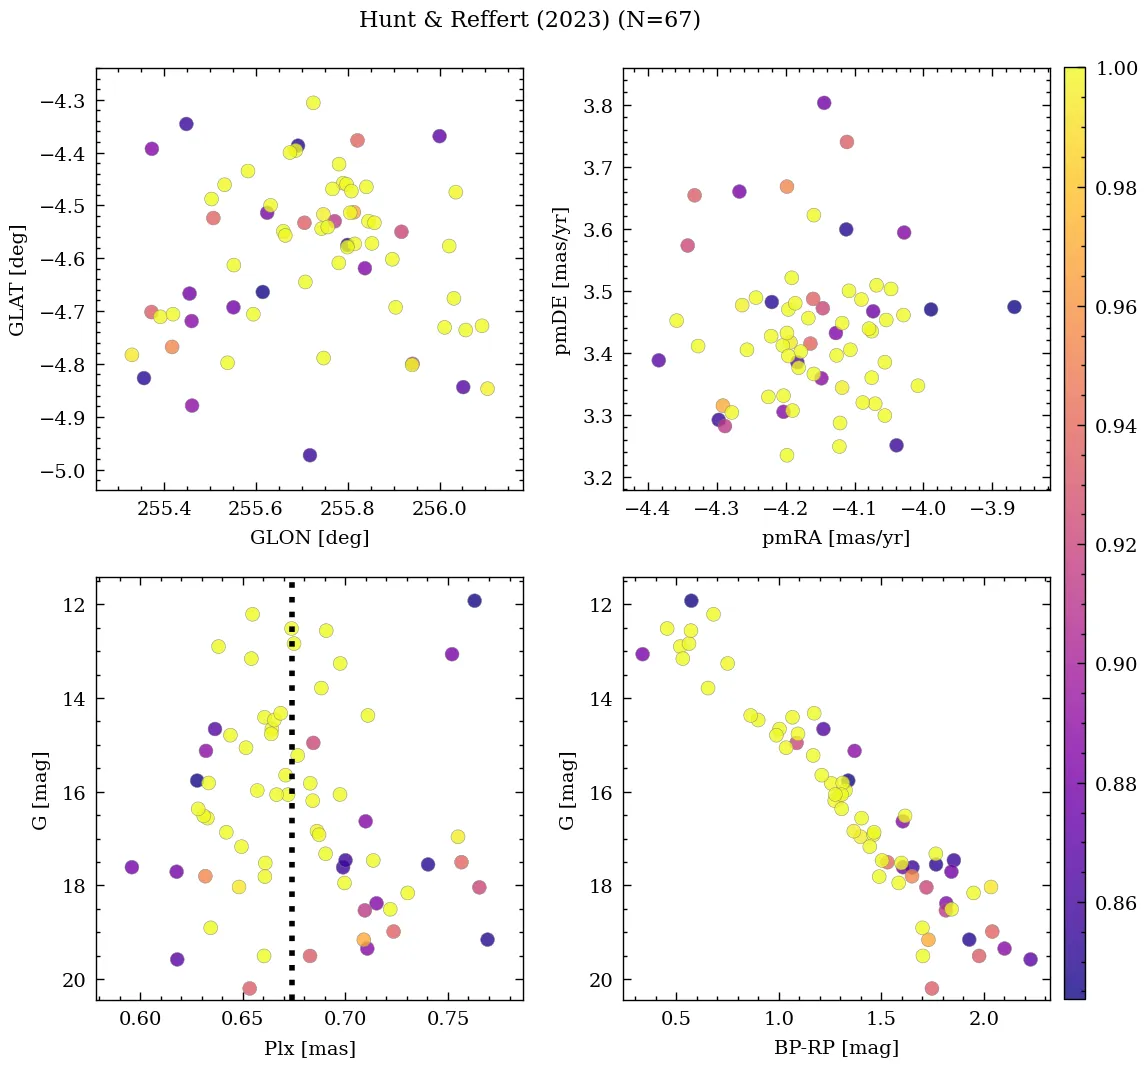 Hunt & Reffert (2023) (N=67)
−4.3
−4.4
−4.5
−4.6
−4.7
−4.8
−4.9
−5.0
GLAT [deg]
255.4 255.6 255.8 256.0
GLON [deg]
3.8
3.7
3.6
3.5
3.4
3.3
3.2
pmDE [mas/yr]
−4.4 −4.3 −4.2 −4.1 −4.0 −3.9
pmRA [mas/yr]
12
14
16
18
20
G [mag]
0.60 0.65 0.70 0.75
Plx [mas]
12
14
16
18
20
G [mag]
0.5 1.0 1.5 2.0
BP-RP [mag]
1.00
0.98
0.96
0.94
0.92
0.90
0.88
0.86